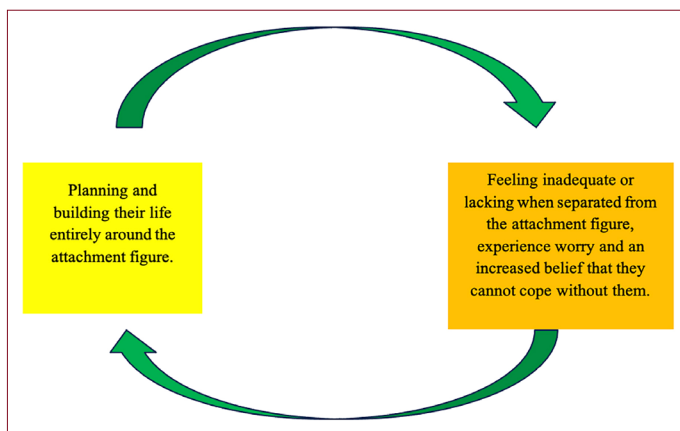 Planning and
building their life
entirely around the
attachment figure.
Feeling inadequate or
lacking when separated from
the attachment figure,
experience worry and an
increased belief that they
cannot cope without them.